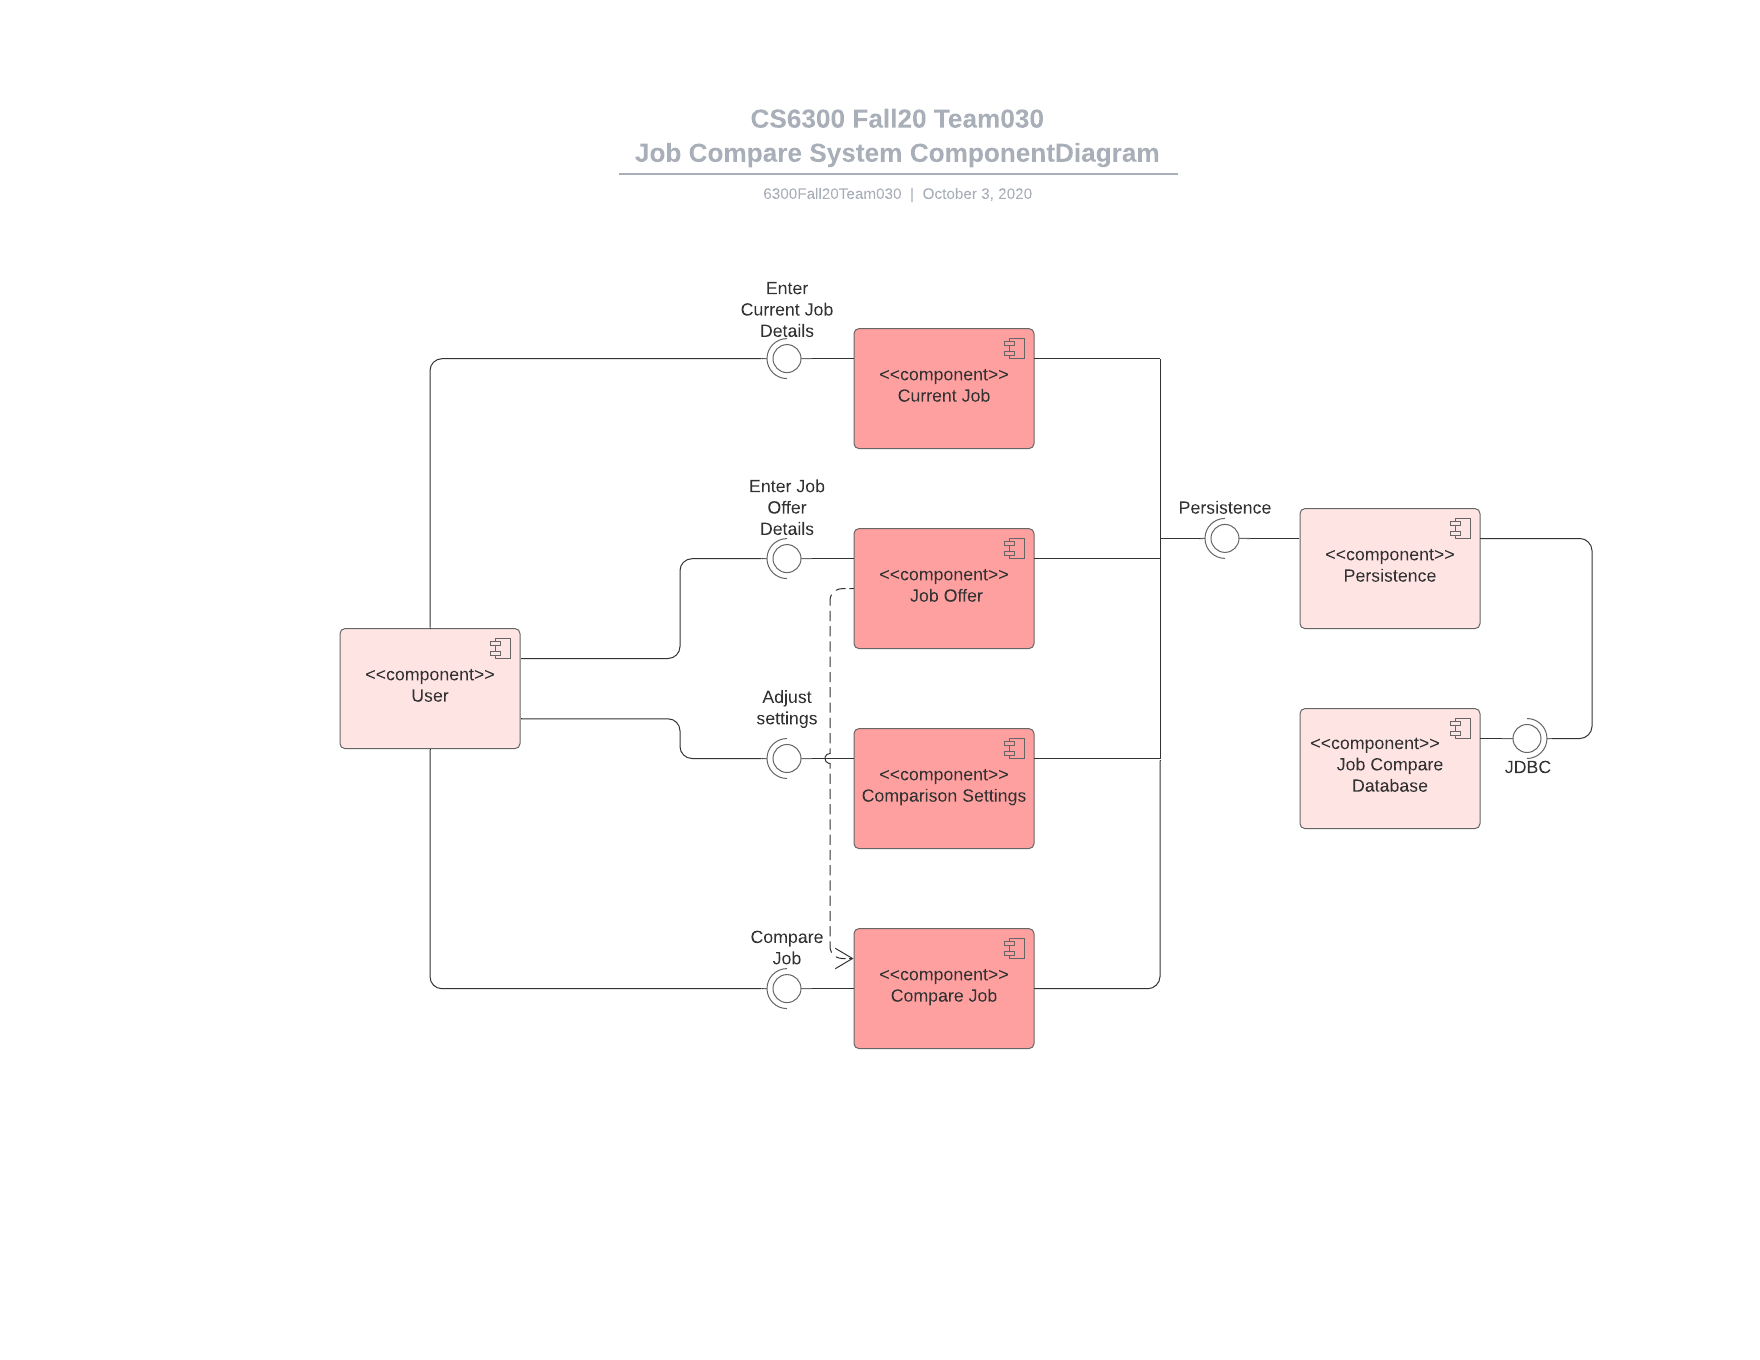 CS6300 Fall20 Team030
Job Compare System ComponentDiagram
6300Fall20Team030 | October 3, 2020
Enter
Current Job
Details
<<component>>
Current Job
Enter Job
Offer
Details
<<component>>
Job Offer
Persistence
<<component>>
Persistence
<<component>>
User
Adjust
settings
<<component>>
Comparison Settings
<<component>>
Job Compare
Database
JDBC
Compare
Job
<<component>>
Compare Job